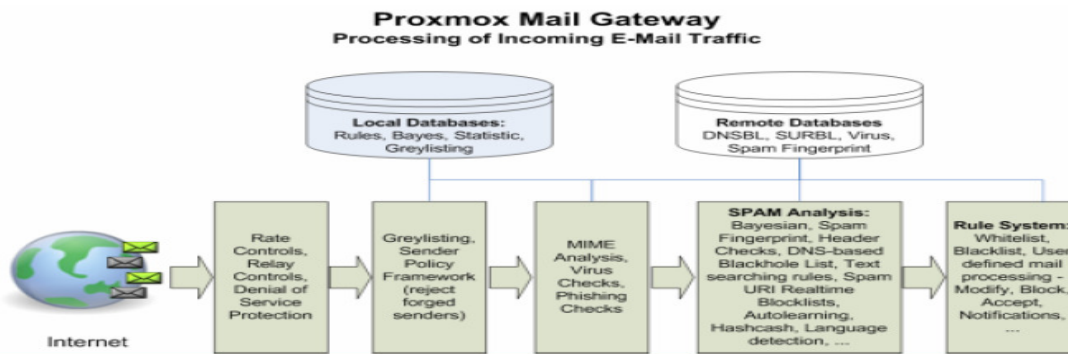 Proxmox Mail Gateway
Processing of Incoming E-Mail Traffic
Local Databases:
Rules, Bayes, Statistic,
Greylisting
Remote Databases
DNSBL, SURBL, Virus,
Spam Fingerprint
Internet
Rate
Controls,
Relay
Controls,
Denial of
Service
Protection
Greylisting,
Sender
Policy
Framework
(reject
forged
senders)
MIME
Analysis,
Virus
Checks,
Phishing
Checks
SPAM Analysis:
Bayesian, Spam
Fingerprint, Header
Checks, DNS-based
Blackhole List, Text
searching rules, Spam
URI Realtime
Blocklists,
Autolearning,
Hashcash, Language
detection, ...
Rule System:
Whitelist,
Blacklist, User
defined mail
processing -
Modify, Block,
Accept,
Notifications,
...